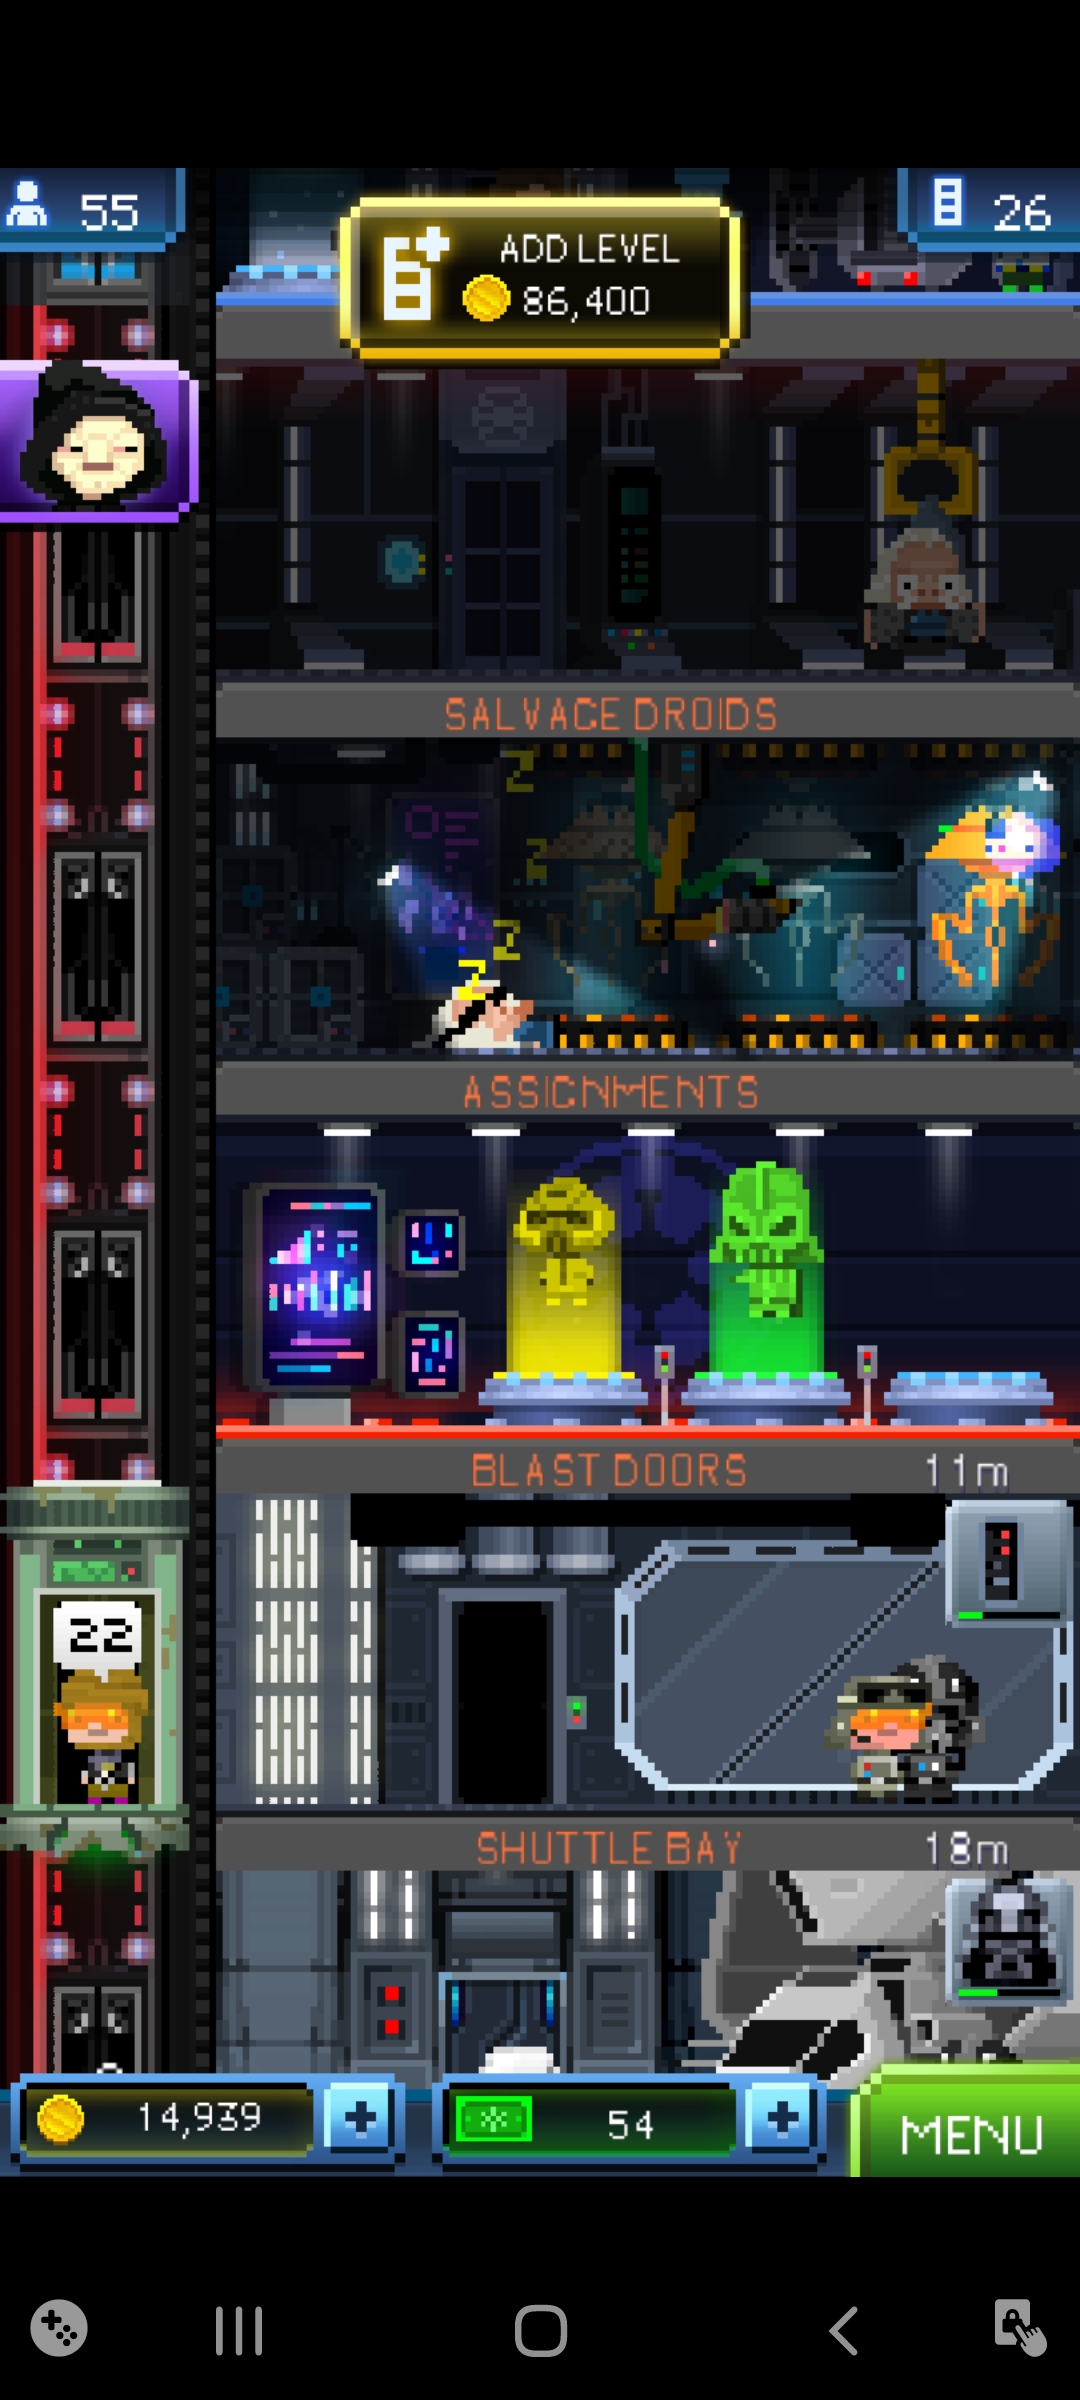 55
ADD LEVEL
86,400
26
SALVAGE DROIDS
Z
Z
Z
Z
ASSIGNMENTS
BLAST DOORS 11m
22
SHUTTLE BAY 18m
14,939
54
MENU